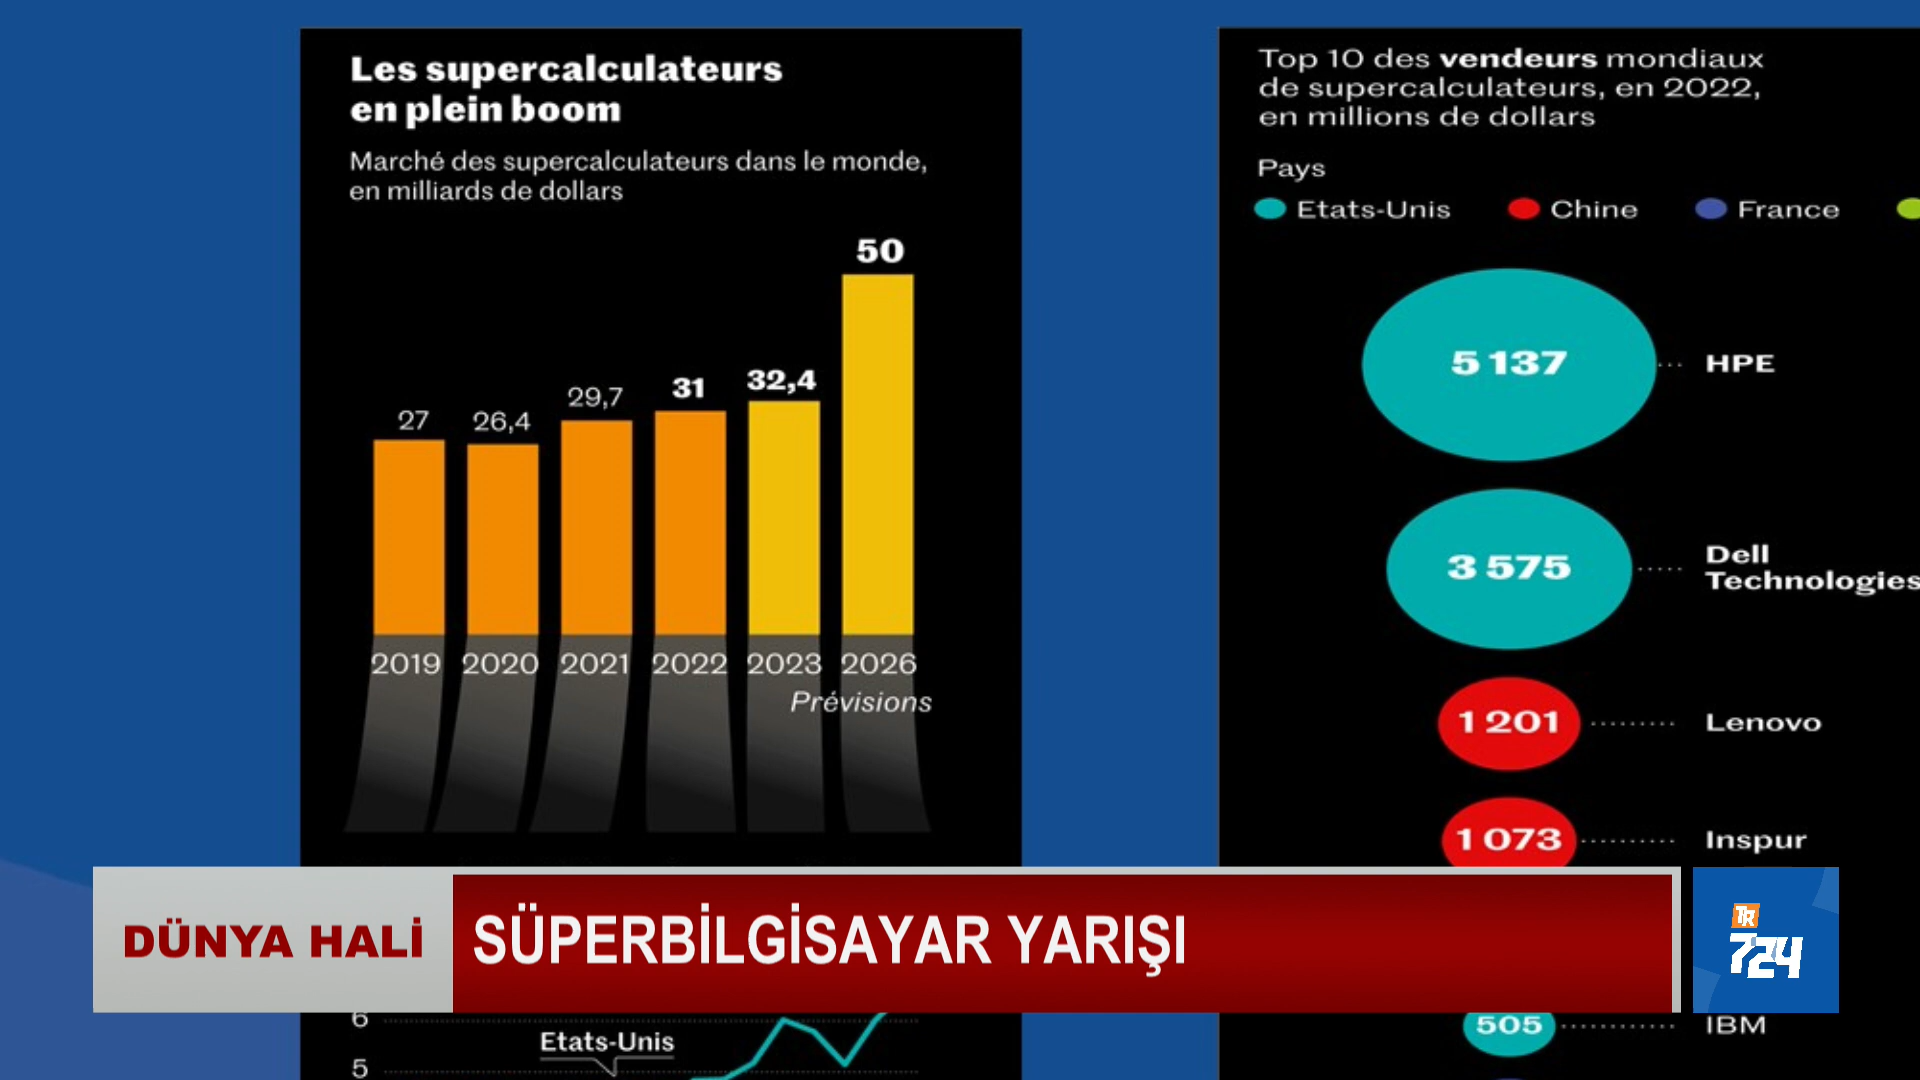 Les supercalculateurs
en plein boom
Marché des supercalculateurs dans le monde,
en milliards de dollars
27
26,4
29,7
31
32,4
50
2019 2020 2021 2022 2023 2026
Prévisions
6
Etats-Unis
5
Top 10 des vendeurs mondiaux
de supercalculateurs, en 2022,
en millions de dollars
Pays
Etats-Unis Chine France
5 137 HPE
3 575 Dell
Technologies
1 201 Lenovo
1 073 Inspur
505 IBM
DÜNYA HALİ
SÜPERBİLGİSAYAR YARIŞI
TR
724